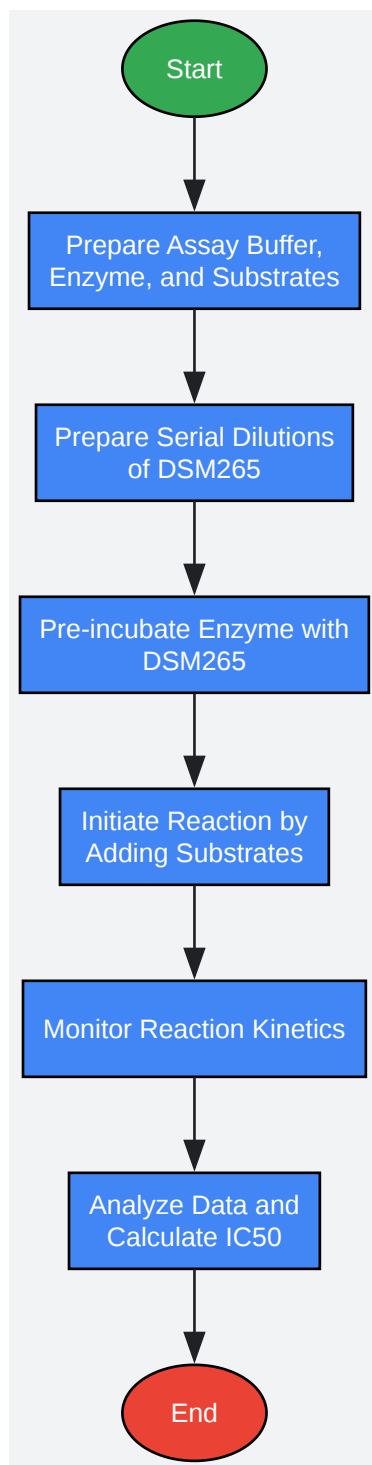 Start
Prepare Assay Buffer,
Enzyme, and Substrates
Prepare Serial Dilutions
of DSM265
Pre-incubate Enzyme with
DSM265
Initiate Reaction by
Adding Substrates
Monitor Reaction Kinetics
Analyze Data and
Calculate IC50
End